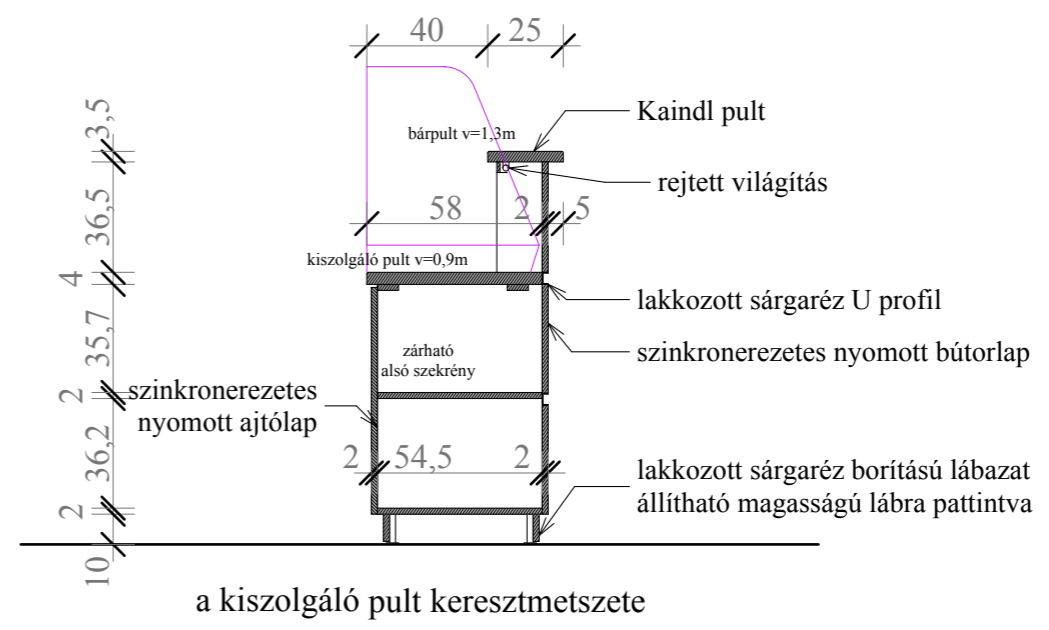 40
25
3,5
36,5
4
35,7
2
36,2
2
10
bárpult v=1,3m
Kaindl pult
rejtett világítás
58
2
5
kiszolgáló pult v=0,9m
lakkozott sárgaréz U profil
szinkronerezetes nyomott bútorlap
zárható
alsó szekrény
szinkronerezetes
nyomott ajtólap
2
54,5
2
lakkozott sárgaréz borítású lábazat
állítható magasságú lábra pattintva
a kiszolgáló pult keresztmetszete